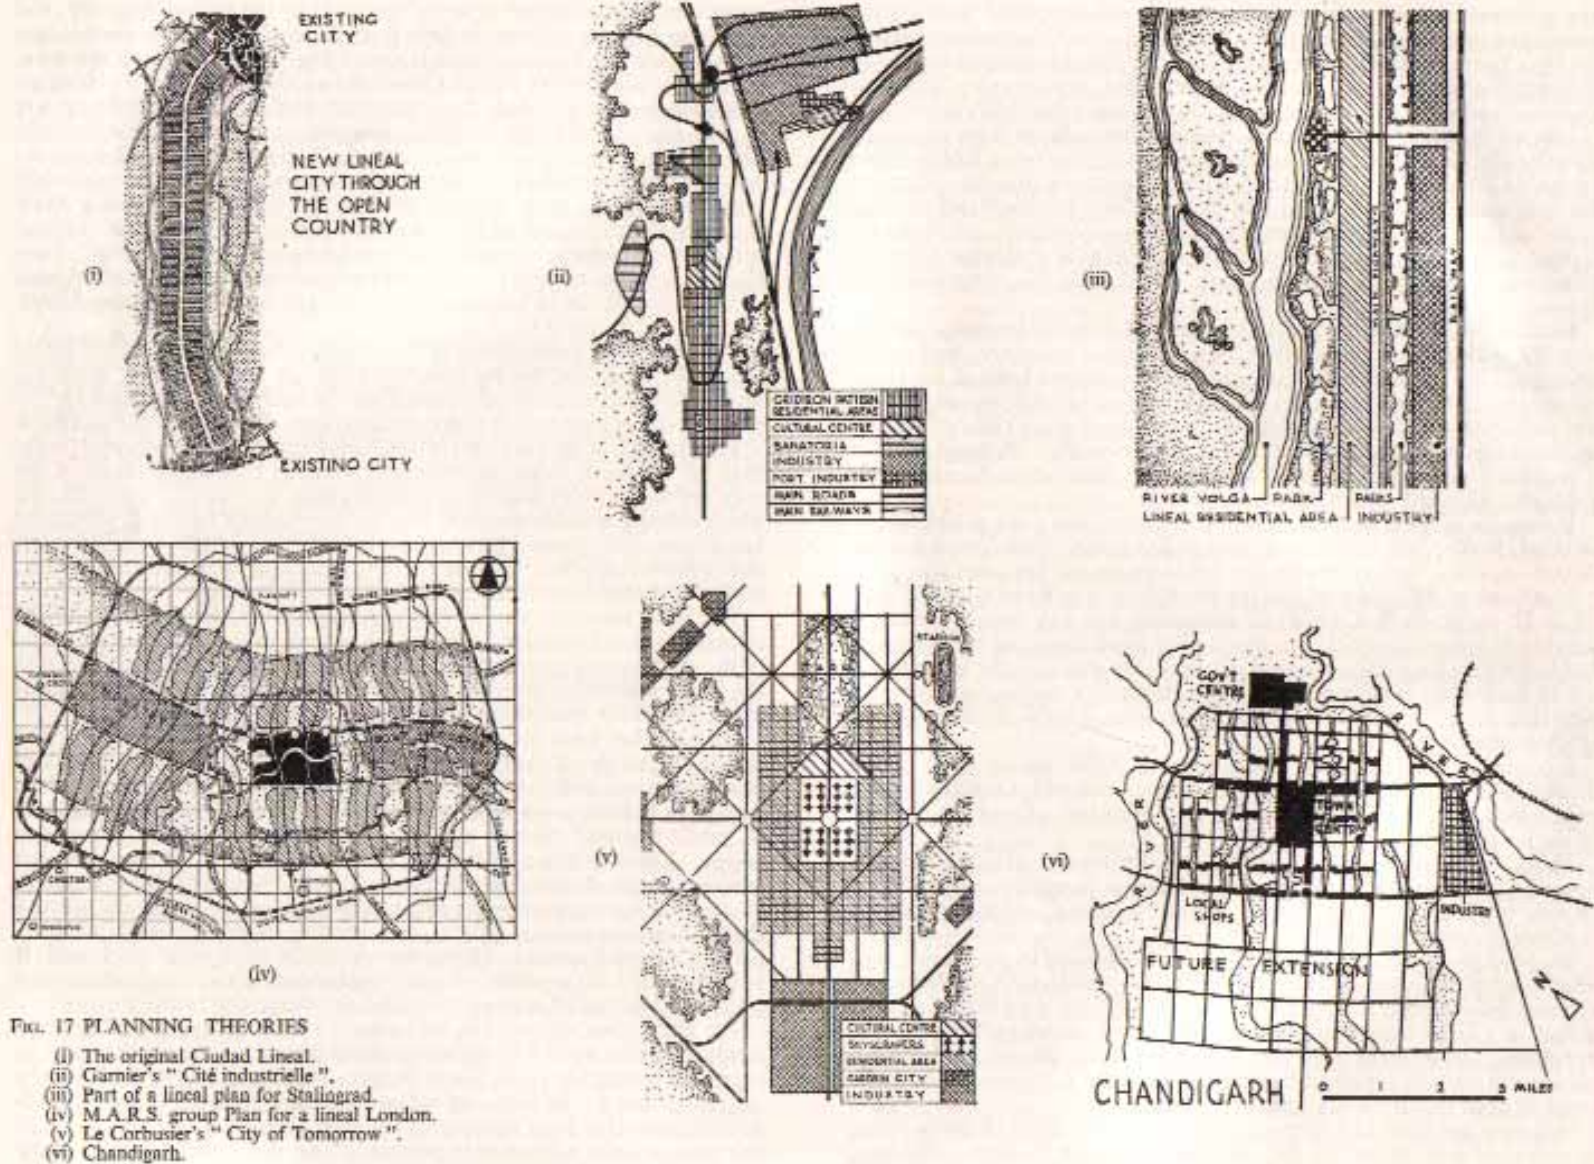 EXISTING
CITY
NEW LINEAL
CITY THROUGH
THE OPEN
COUNTRY
(i)
EXISTING CITY
(ii)
GRIDIRON PATTERN
RESIDENTIAL AREAS
CULTURAL CENTRE
SANATORIA
INDUSTRY
PORT INDUSTRY
MAIN ROADS
MAIN RAILWAYS
(iii)
RAILWAY
RIVER VOLGA
PARK
PARKS
LINEAL RESIDENTIAL AREA
INDUSTRY
(iv)
STADIUM
(v)
CULTURAL CENTRE
SKYSCRAPERS
RESIDENTIAL AREA
GARDEN CITY
INDUSTRY
GOV'T
CENTRE
RIVER
RIVER
TOWN
CENTRE
(vi)
LOCAL
SHOPS
INDUSTRY
FUTURE EXTENSION
N
CHANDIGARH
0 1 2 3 MILES
FIG. 17 PLANNING THEORIES
(i) The original Ciudad Lineal.
(ii) Garnier's " Cité industrielle ".
(iii) Part of a lineal plan for Stalingrad.
(iv) M.A.R.S. group Plan for a lineal London.
(v) Le Corbusier's " City of Tomorrow ".
(vi) Chandigarh.